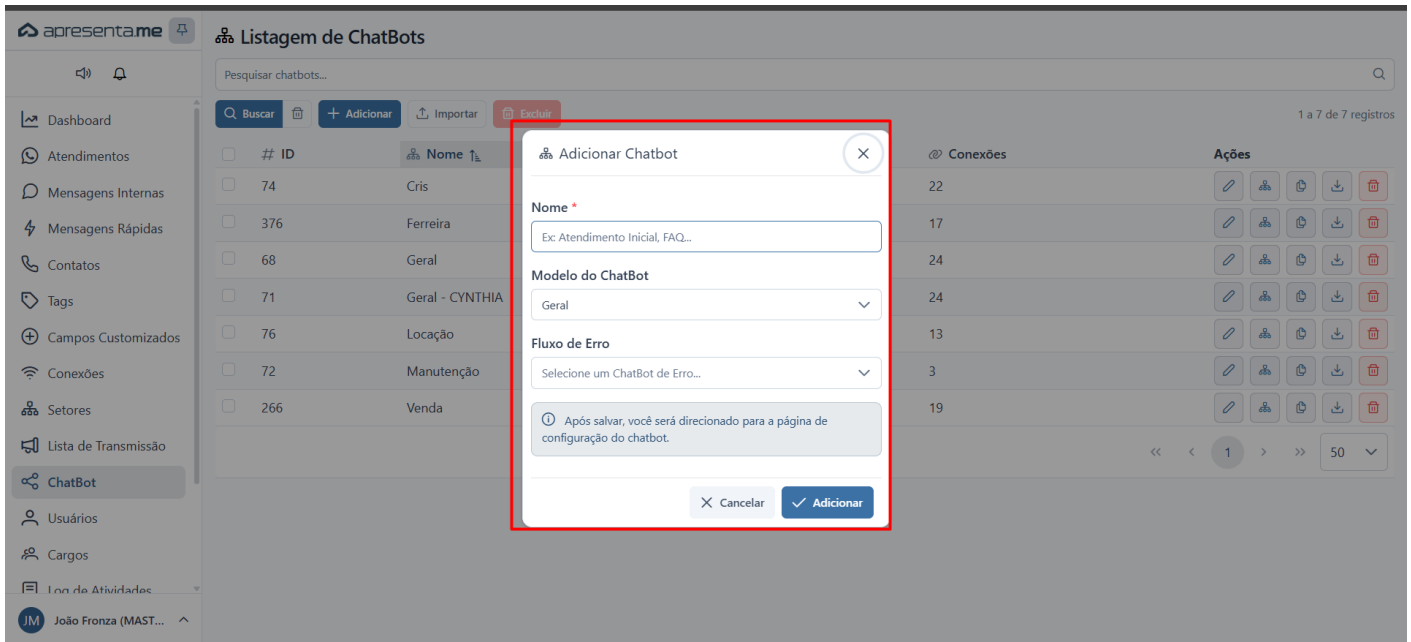 apresenta.me
Listagem de ChatBots
Pesquisar chatbots...
Buscar
Adicionar
Importar
Excluir
1 a 7 de 7 registros
Dashboard
Atendimentos
Mensagens Internas
Mensagens Rápidas
Contatos
Tags
Campos Customizados
Conexões
Setores
Lista de Transmissão
ChatBot
Usuários
Cargos
Log de Atividades
JM João Fronza (MAST...
# ID Nome Conexões Ações
74 Cris 22
376 Ferreira 17
68 Geral 24
71 Geral - CYNTHIA 24
76 Locação 13
72 Manutenção 3
266 Venda 19
<< < 1 > >> 50
Adicionar Chatbot
Nome *
Ex: Atendimento Inicial, FAQ...
Modelo do ChatBot
Geral
Fluxo de Erro
Selecione um ChatBot de Erro...
Após salvar, você será direcionado para a página de
configuração do chatbot.
Cancelar
Adicionar